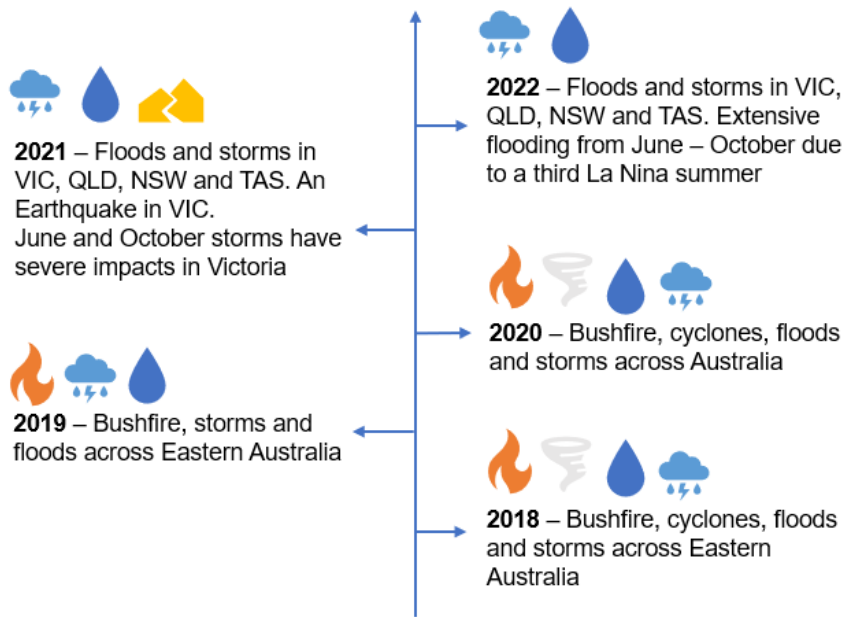 2022 – Floods and storms in VIC,
QLD, NSW and TAS. Extensive
flooding from June – October due
to a third La Nina summer
2021 – Floods and storms in
VIC, QLD, NSW and TAS. An
Earthquake in VIC.
June and October storms have
severe impacts in Victoria
2020 – Bushfire, cyclones, floods
and storms across Australia
2019 – Bushfire, storms and
floods across Eastern Australia
2018 – Bushfire, cyclones, floods
and storms across Eastern
Australia